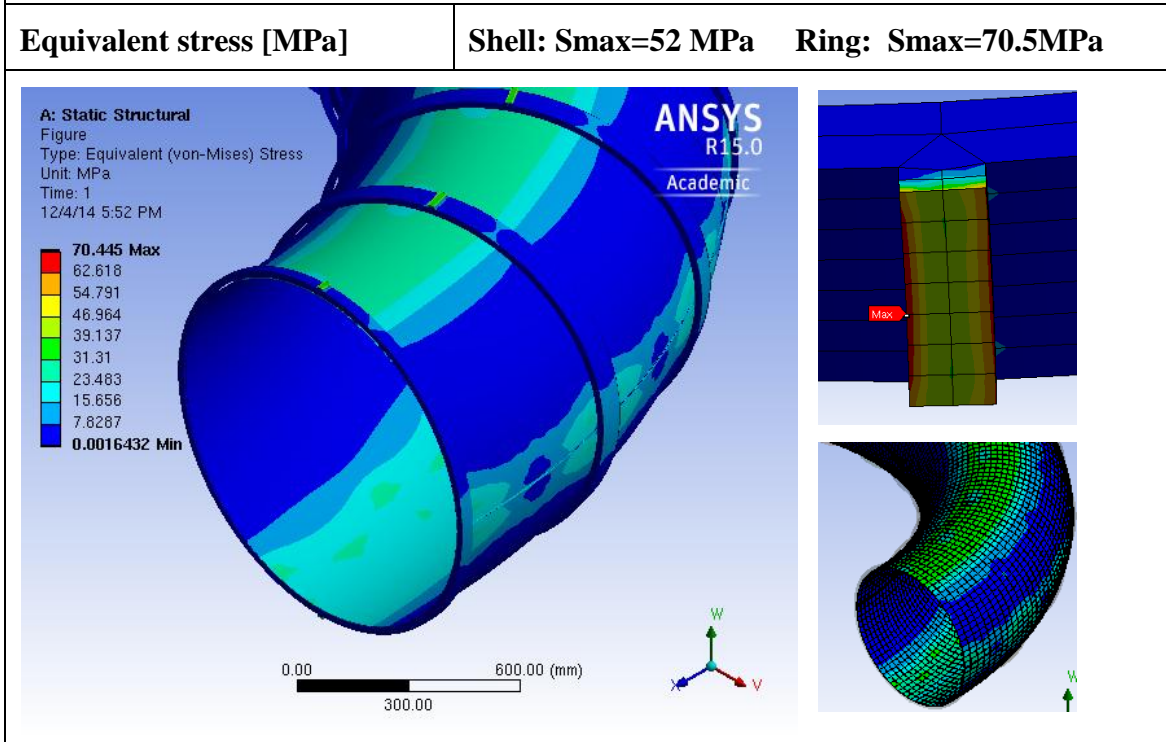 Equivalent stress [MPa]
Shell: Smax=52 MPa Ring: Smax=70.5MPa
A: Static Structural
Figure
Type: Equivalent (von-Mises) Stress
Unit: MPa
Time: 1
12/4/14 5:52 PM
70.445 Max
62.618
54.791
46.964
39.137
31.31
23.483
15.656
7.8287
0.0016432 Min
ANSYS
R15.0
Academic
0.00
600.00 (mm)
300.00
W
X
V
Max
W